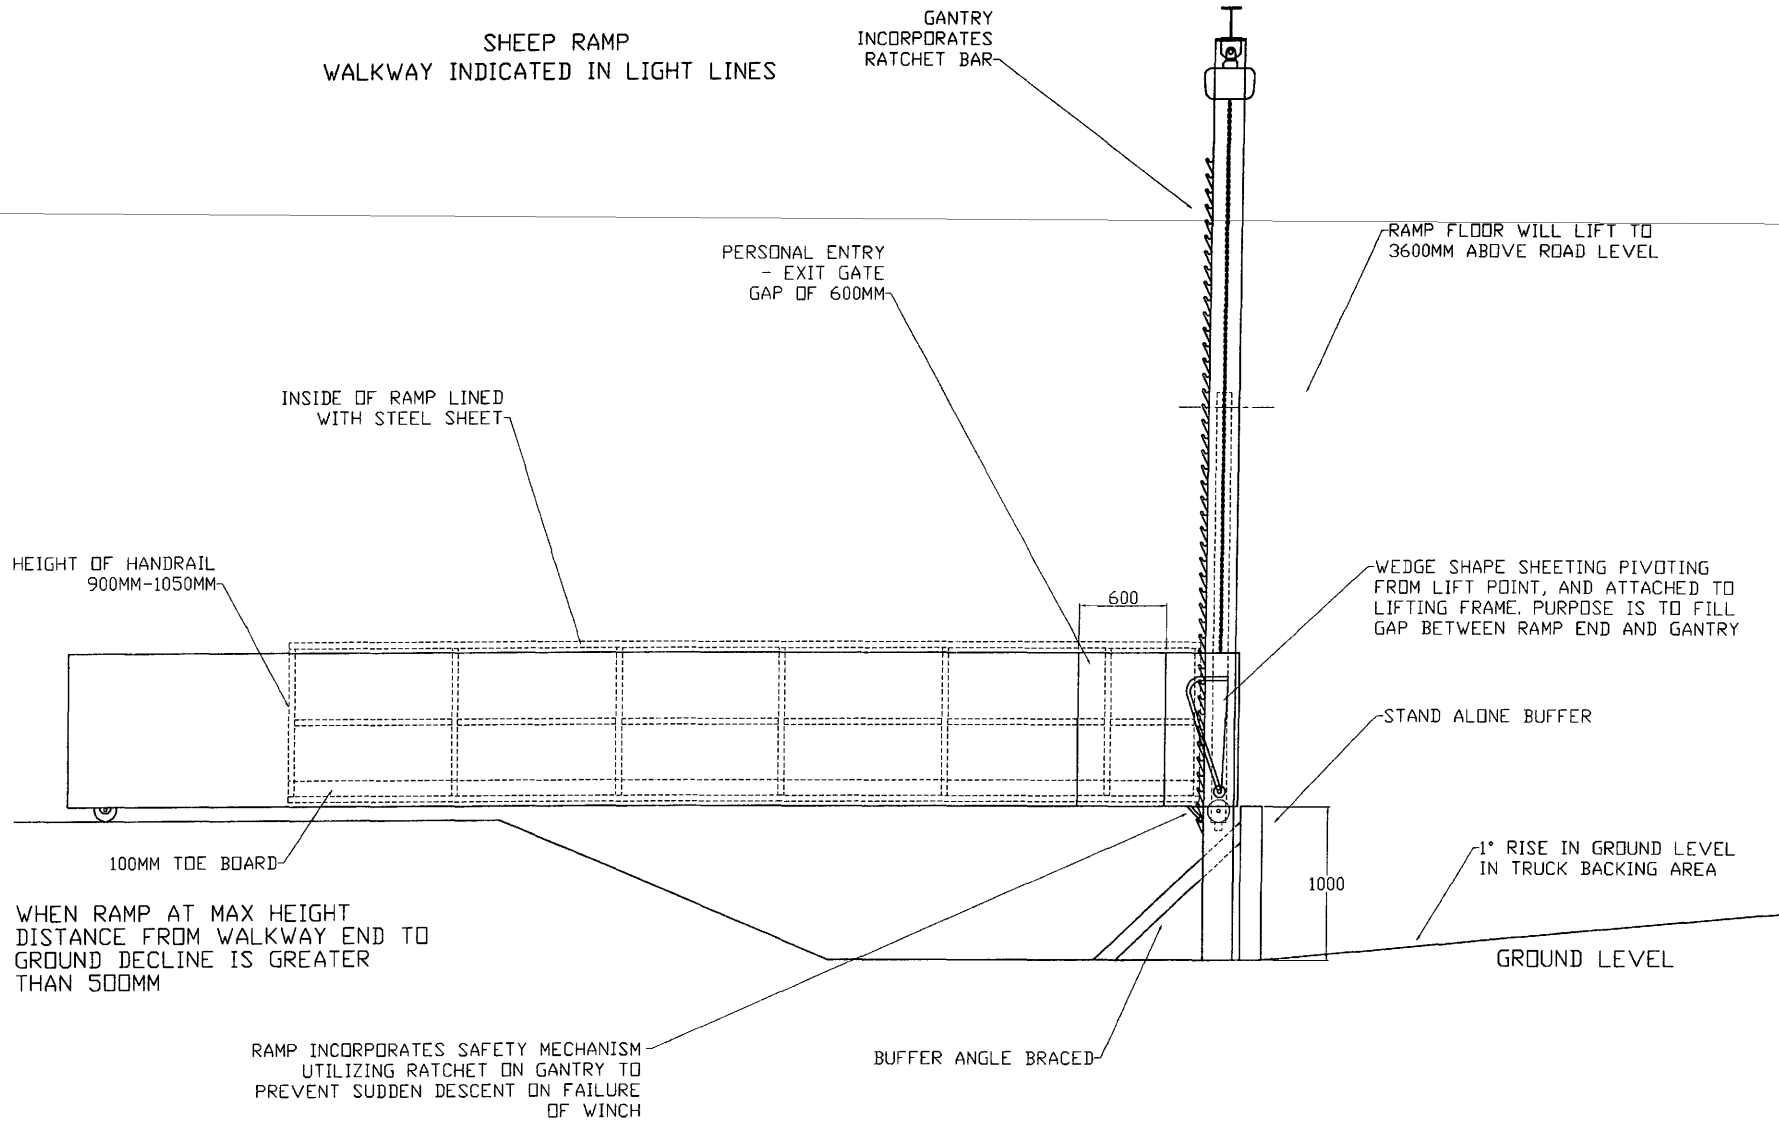 SHEEP RAMP
WALKWAY INDICATED IN LIGHT LINES
GANTRY
INCORPORATES
RATCHET BAR
RAMP FLOOR WILL LIFT TO
3600MM ABOVE ROAD LEVEL
PERSONAL ENTRY
- EXIT GATE
GAP OF 600MM
INSIDE OF RAMP LINED
WITH STEEL SHEET
HEIGHT OF HANDRAIL
900MM-1050MM
600
WEDGE SHAPE SHEETING PIVOTING
FROM LIFT POINT, AND ATTACHED TO
LIFTING FRAME. PURPOSE IS TO FILL
GAP BETWEEN RAMP END AND GANTRY
STAND ALONE BUFFER
100MM TOE BOARD
1000
1° RISE IN GROUND LEVEL
IN TRUCK BACKING AREA
WHEN RAMP AT MAX HEIGHT
DISTANCE FROM WALKWAY END TO
GROUND DECLINE IS GREATER
THAN 500MM
GROUND LEVEL
RAMP INCORPORATES SAFETY MECHANISM
UTILIZING RATCHET ON GANTRY TO
PREVENT SUDDEN DESCENT ON FAILURE
OF WINCH
BUFFER ANGLE BRACED